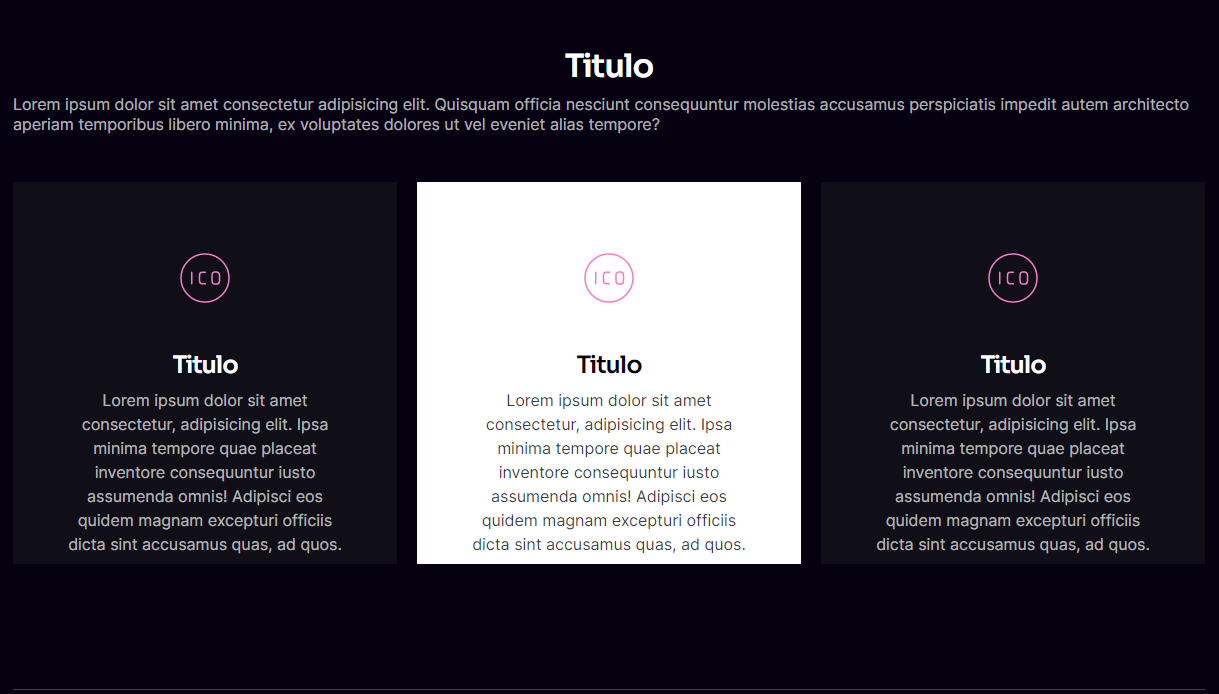 Titulo
Lorem ipsum dolor sit amet consectetur adipisicing elit. Quisquam officia nesciunt consequuntur molestias accusamus perspiciatis impedit autem architecto
aperiam temporibus libero minima, ex voluptates dolores ut vel eveniet alias tempore?
ICO
Titulo
Lorem ipsum dolor sit amet
consectetur, adipisicing elit. Ipsa
minima tempore quae placeat
inventore consequuntur iusto
assumenda omnis! Adipisci eos
quidem magnam excepturi officiis
dicta sint accusamus quas, ad quos.
ICO
Titulo
Lorem ipsum dolor sit amet
consectetur, adipisicing elit. Ipsa
minima tempore quae placeat
inventore consequuntur iusto
assumenda omnis! Adipisci eos
quidem magnam excepturi officiis
dicta sint accusamus quas, ad quos.
ICO
Titulo
Lorem ipsum dolor sit amet
consectetur, adipisicing elit. Ipsa
minima tempore quae placeat
inventore consequuntur iusto
assumenda omnis! Adipisci eos
quidem magnam excepturi officiis
dicta sint accusamus quas, ad quos.